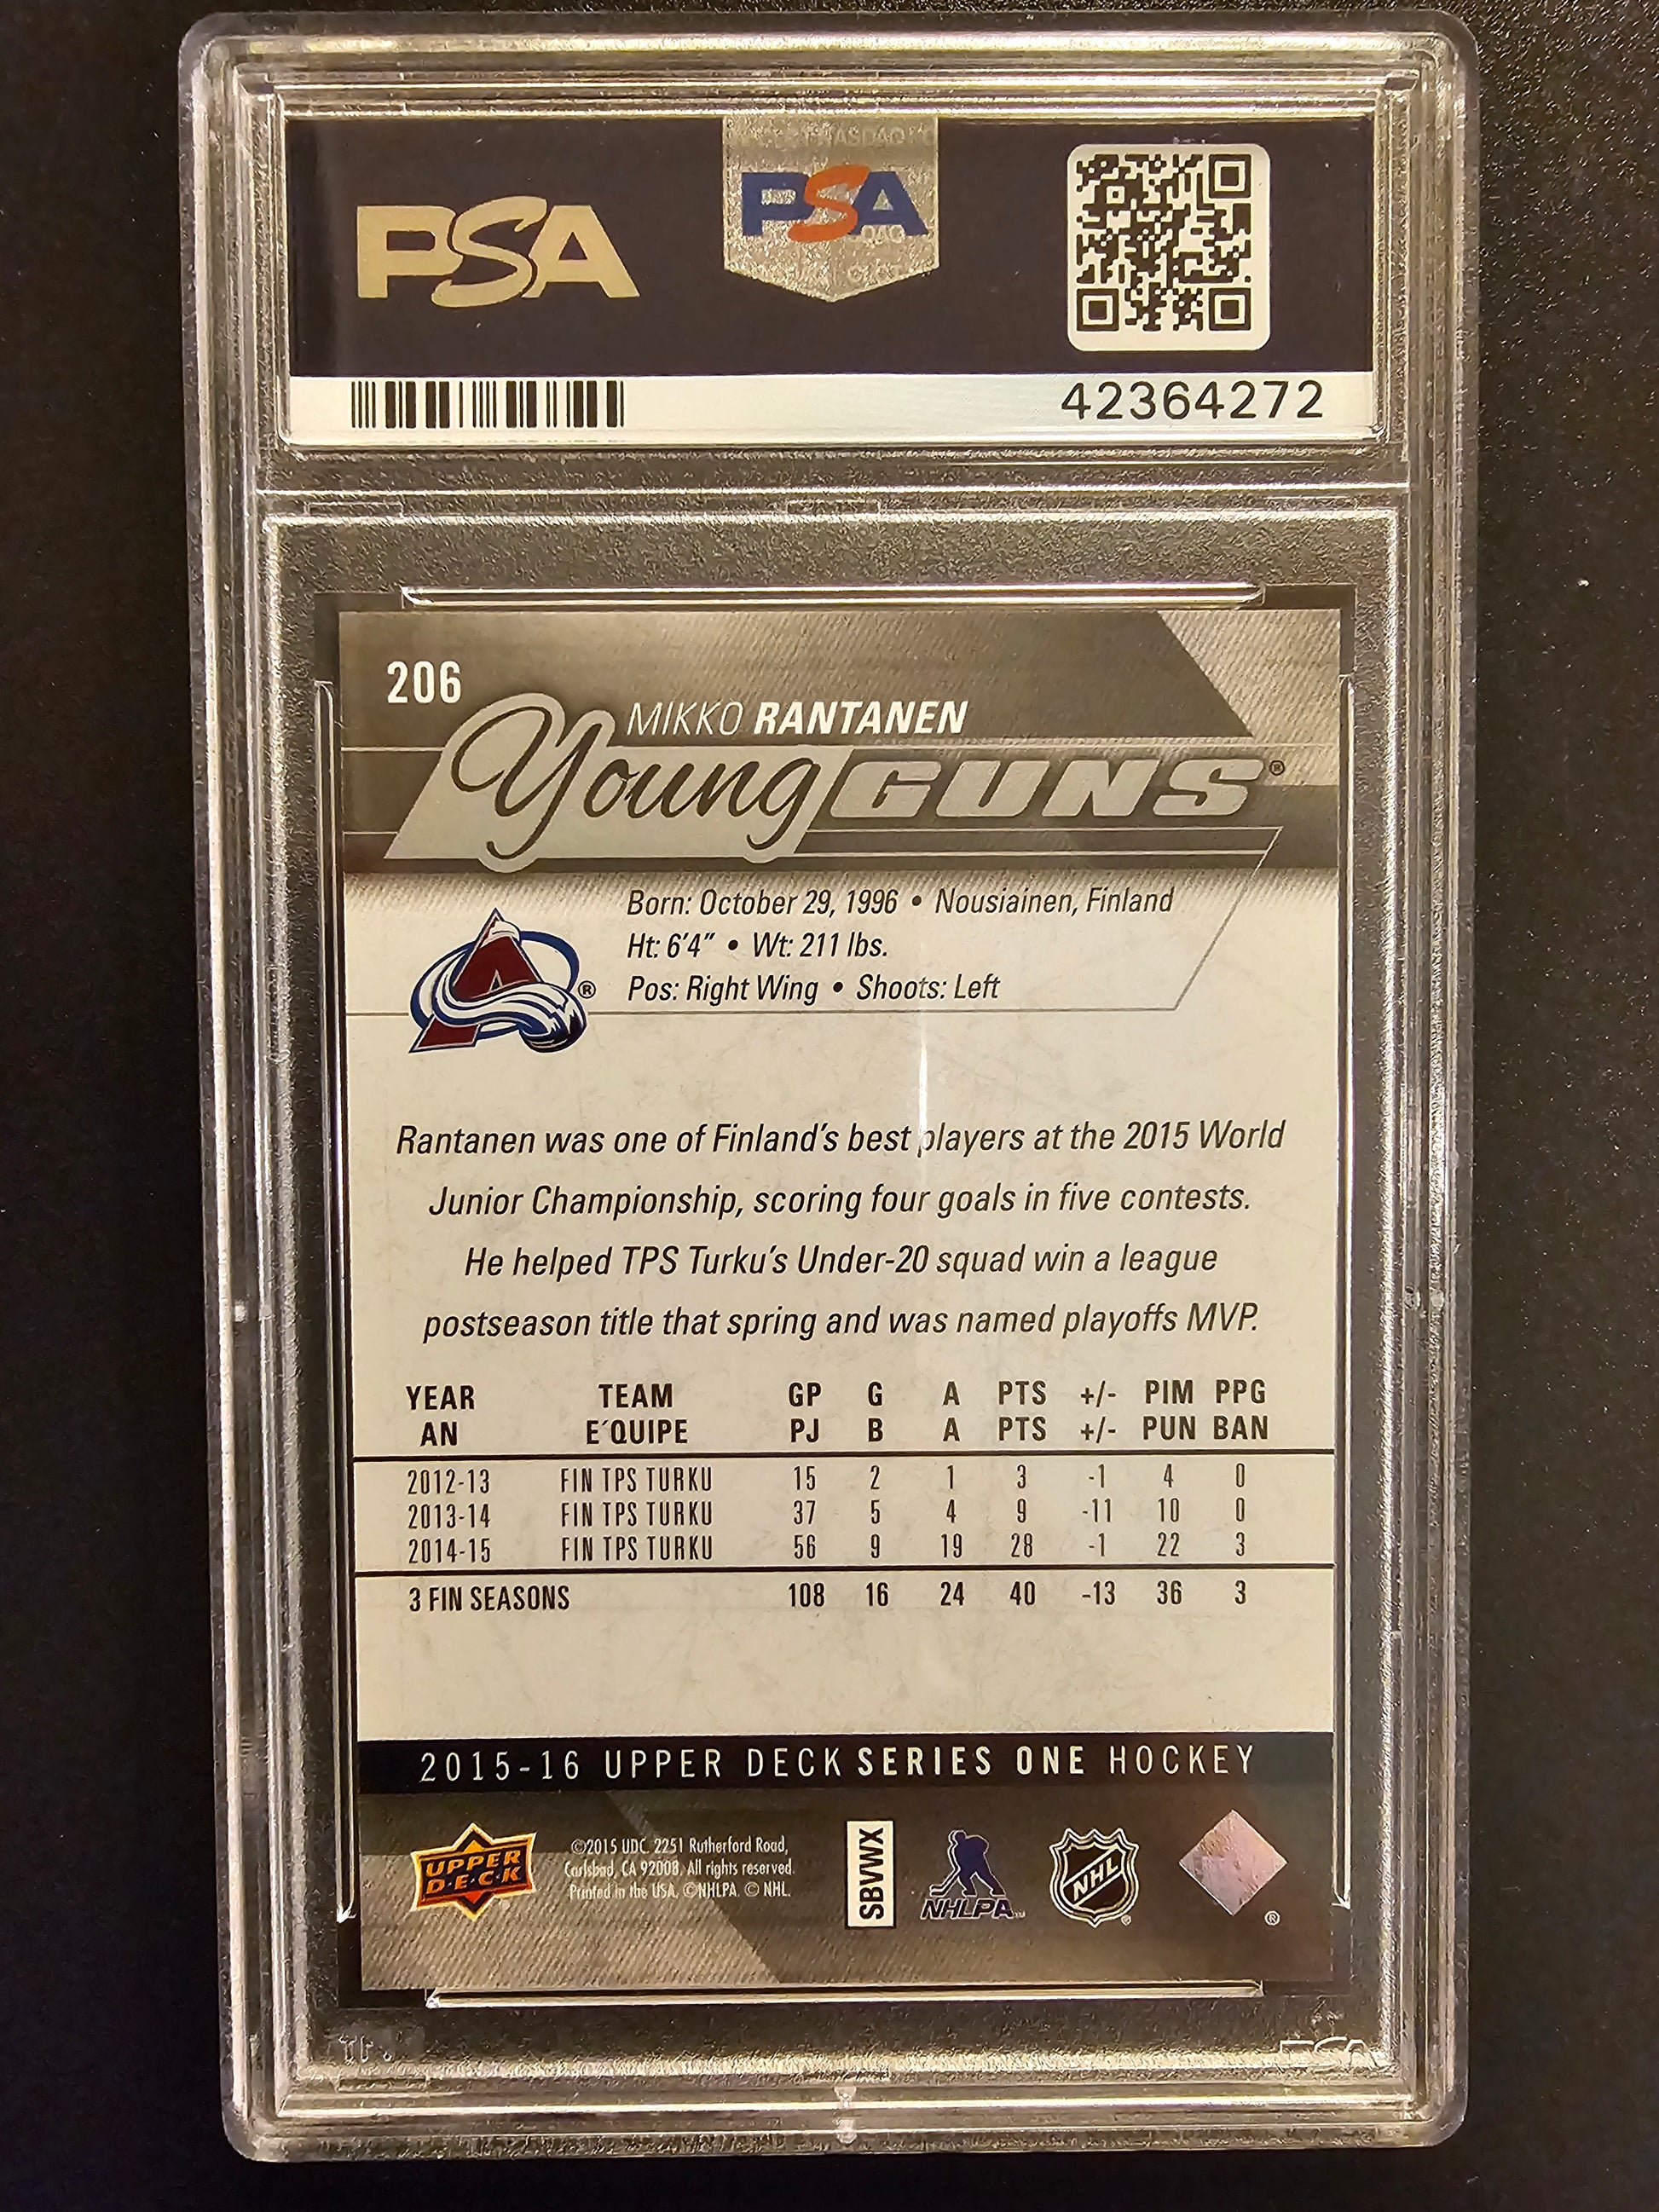 PSA
PSA
42364272
206
MIKKO RANTANEN
Young GUNS®
Born: October 29, 1996 • Nousiainen, Finland
Ht: 6'4" • Wt: 211 lbs.
Pos: Right Wing • Shoots: Left
®
Rantanen was one of Finland's best players at the 2015 World
Junior Championship, scoring four goals in five contests.
He helped TPS Turku's Under-20 squad win a league
postseason title that spring and was named playoffs MVP.
YEAR TEAM GP G A PTS +/- PIM PPG
AN E´QUIPE PJ B A PTS +/- PUN BAN
2012-13 FIN TPS TURKU 15 2 1 3 -1 4 0
2013-14 FIN TPS TURKU 37 5 4 9 -11 10 0
2014-15 FIN TPS TURKU 56 9 19 28 -1 22 3
3 FIN SEASONS 108 16 24 40 -13 36 3
2015-16 UPPER DECK SERIES ONE HOCKEY
UPPER
D·E·C·K
©2015 UDC. 2251 Rutherford Road,
Carlsbad, CA 92008. All rights reserved.
Printed in the USA. ©NHLPA. © NHL.
SBVWX
NHLPA™
NHL®
®
PSA